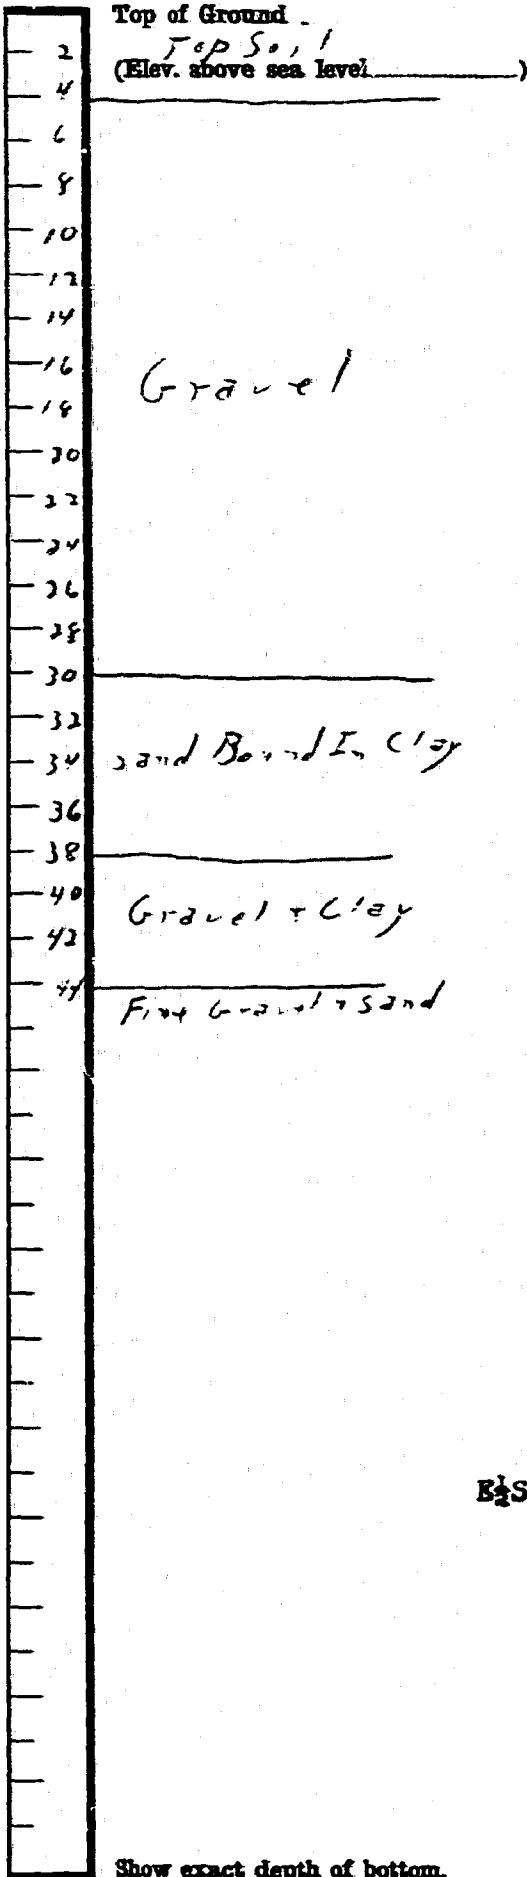 Top of Ground
Top Soil
(Elev. above sea level)
2
4
6
8
10
12
14
16
Gravel
18
20
22
24
26
28
30
32
Sand Bound In Clay
34
36
38
40
Gravel + Clay
42
44
Fine Gravel + Sand
E½S
Show exact depth of bottom.